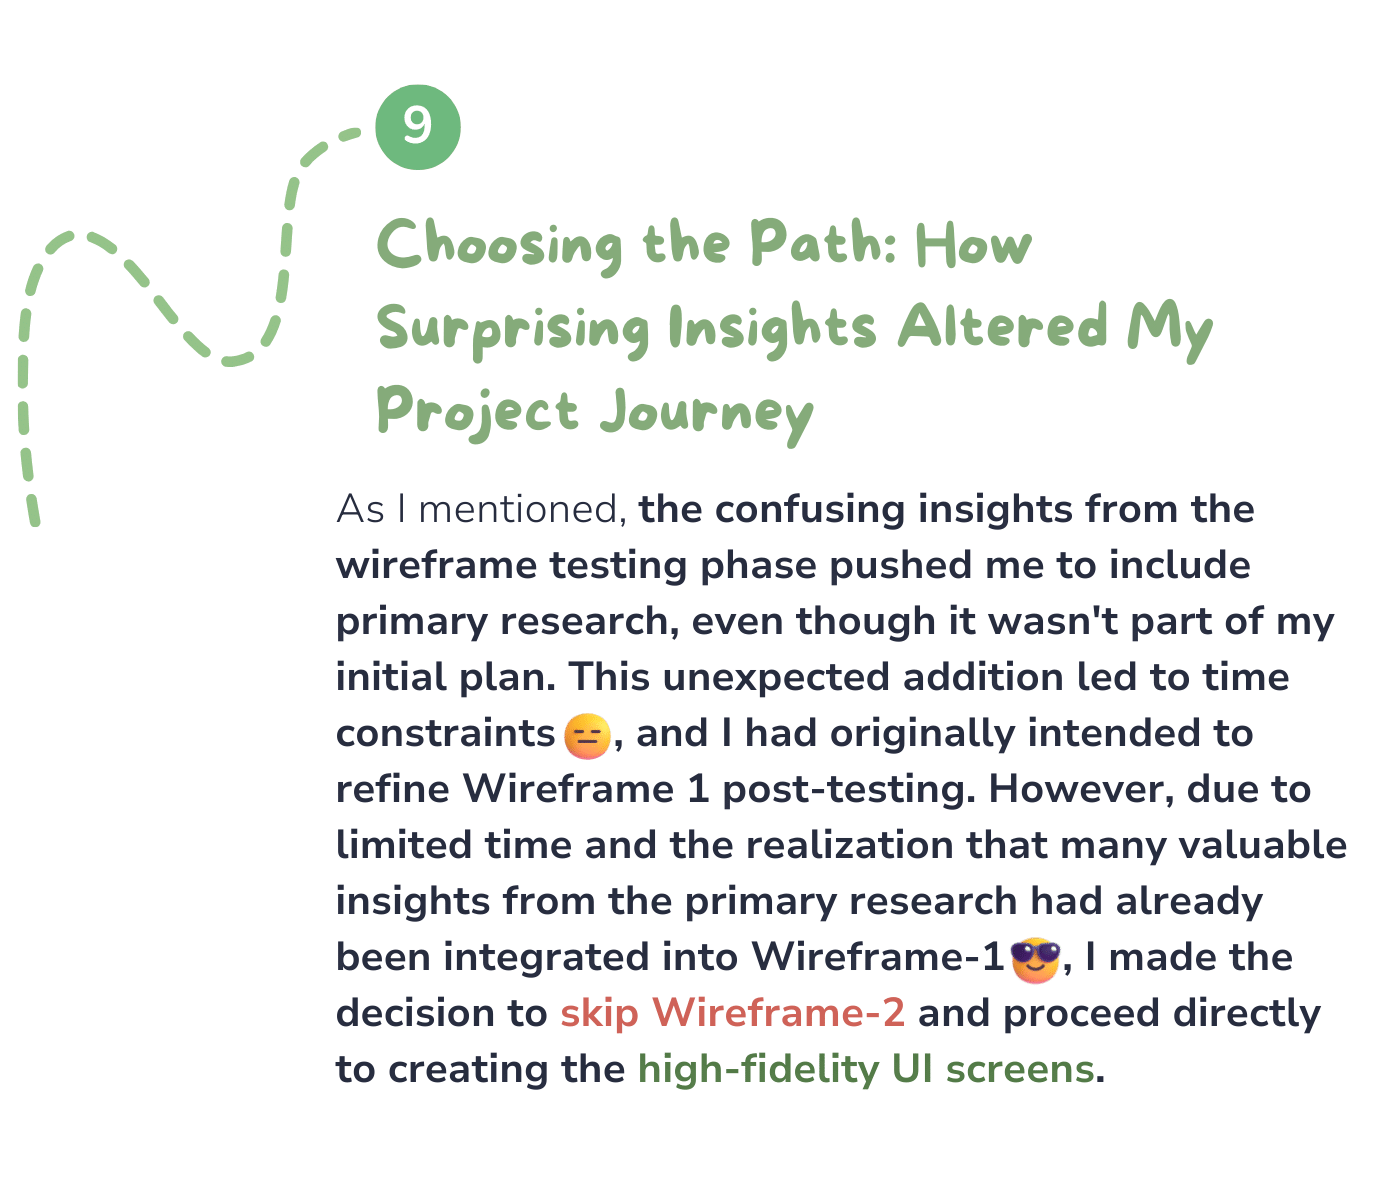 9
Choosing the Path: How
Surprising Insights Altered My
Project Journey
As I mentioned, the confusing insights from the
wireframe testing phase pushed me to include
primary research, even though it wasn't part of my
initial plan. This unexpected addition led to time
constraints 😑, and I had originally intended to
refine Wireframe 1 post-testing. However, due to
limited time and the realization that many valuable
insights from the primary research had already
been integrated into Wireframe-1😎, I made the
decision to skip Wireframe-2 and proceed directly
to creating the high-fidelity UI screens.